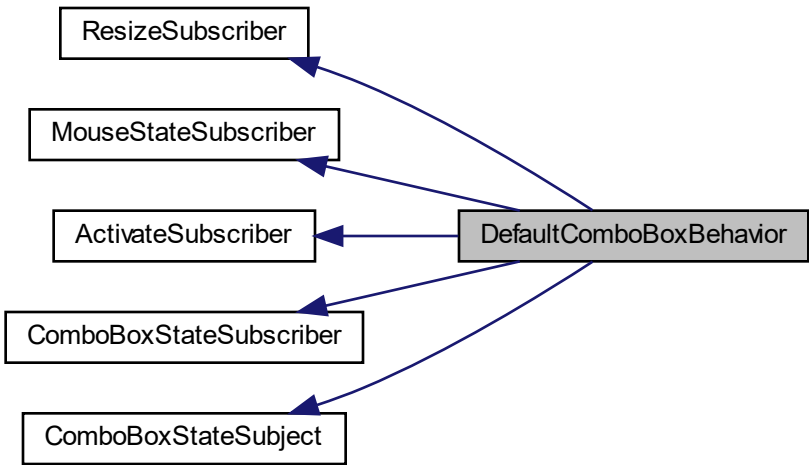 ResizeSubscriber
MouseStateSubscriber
ActivateSubscriber
DefaultComboBoxBehavior
ComboBoxStateSubscriber
ComboBoxStateSubject